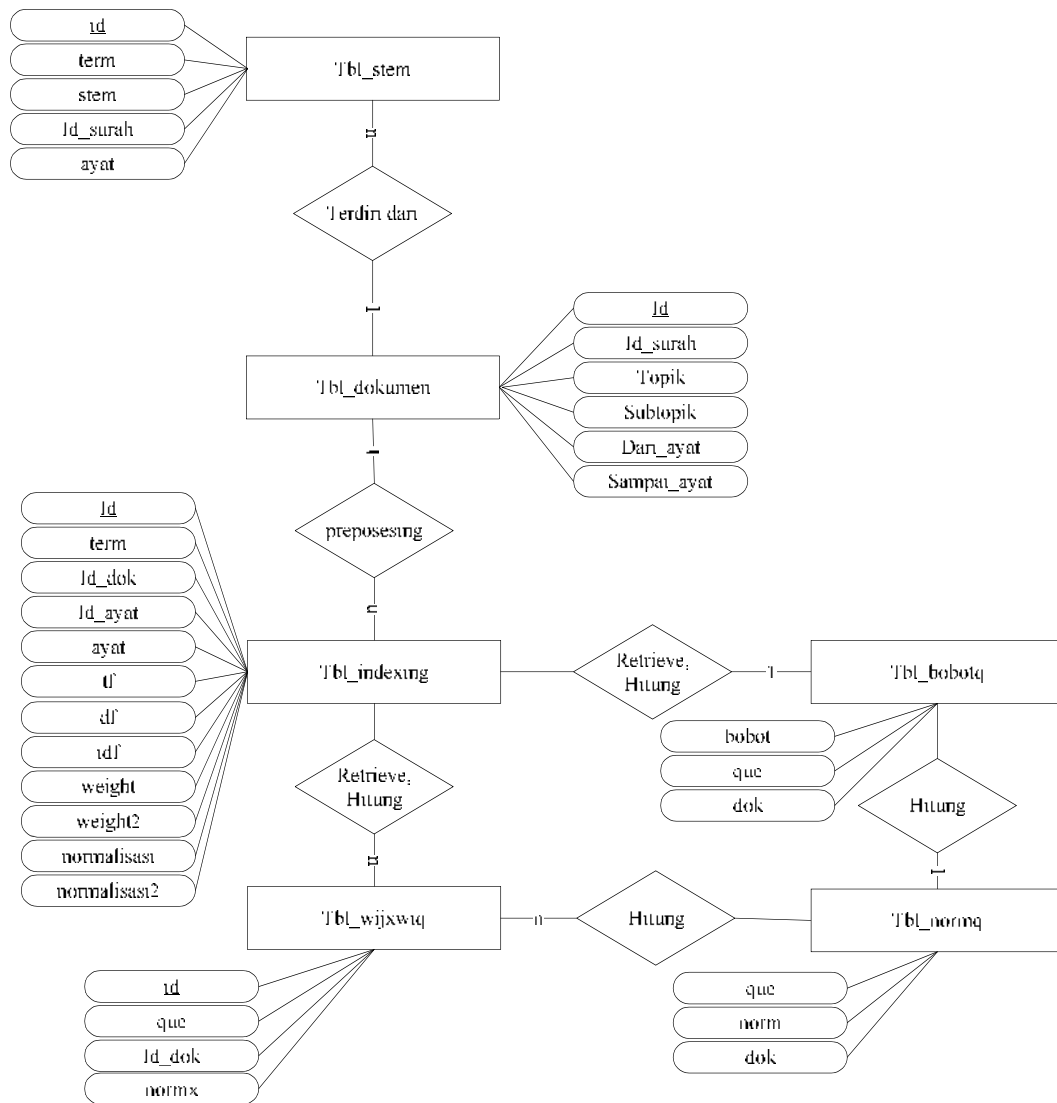 id
term
stem
Id_surah
ayat
Tbl_stem
n
Terdiri dari
1
Id
Id_surah
Topik
Subtopik
Dari_ayat
Sampai_ayat
Tbl_dokumen
1
preposesing
n
Id
term
Id_dok
Id_ayat
ayat
tf
df
idf
weight
weight2
normalisasi
normalisasi2
Tbl_indexing
Retrieve,
Hitung
1
Tbl_bobotq
bobot
que
dok
Retrieve,
Hitung
n
Hitung
1
Tbl_wijxwiq
n
Hitung
Tbl_normq
id
que
Id_dok
normx
que
norm
dok